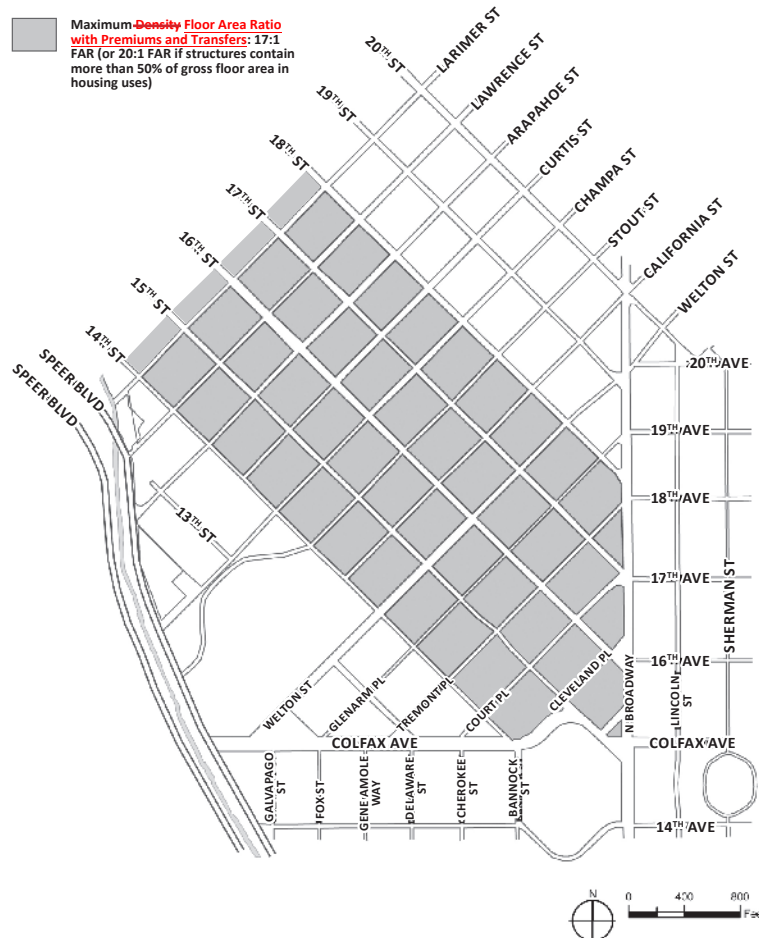 Maximum Density Floor Area Ratio
with Premiums and Transfers: 17:1
FAR (or 20:1 FAR if structures contain
more than 50% of gross floor area in
housing uses)
LARIMER ST
20TH ST
LAWRENCE ST
19TH ST
ARAPAHOE ST
18TH ST
CURTIS ST
17TH ST
CHAMPA ST
16TH ST
STOUT ST
15TH ST
CALIFORNIA ST
14TH ST
WELTON ST
SPEER BLVD
SPEER BLVD
20TH AVE
19TH AVE
18TH AVE
13TH ST
17TH AVE
SHERMAN ST
16TH AVE
CLEVELAND PL
N BROADWAY
LINCOLN
ST
WELTON ST
GLENARM PL
TREMONT PL
COURT PL
COLFAX AVE
COLFAX AVE
GALVAPAGO
ST
FOX ST
GENE AMOLE
WAY
DELAWARE
ST
CHEROKEE
ST
BANNOCK
ST
14TH AVE
N
0 400 800